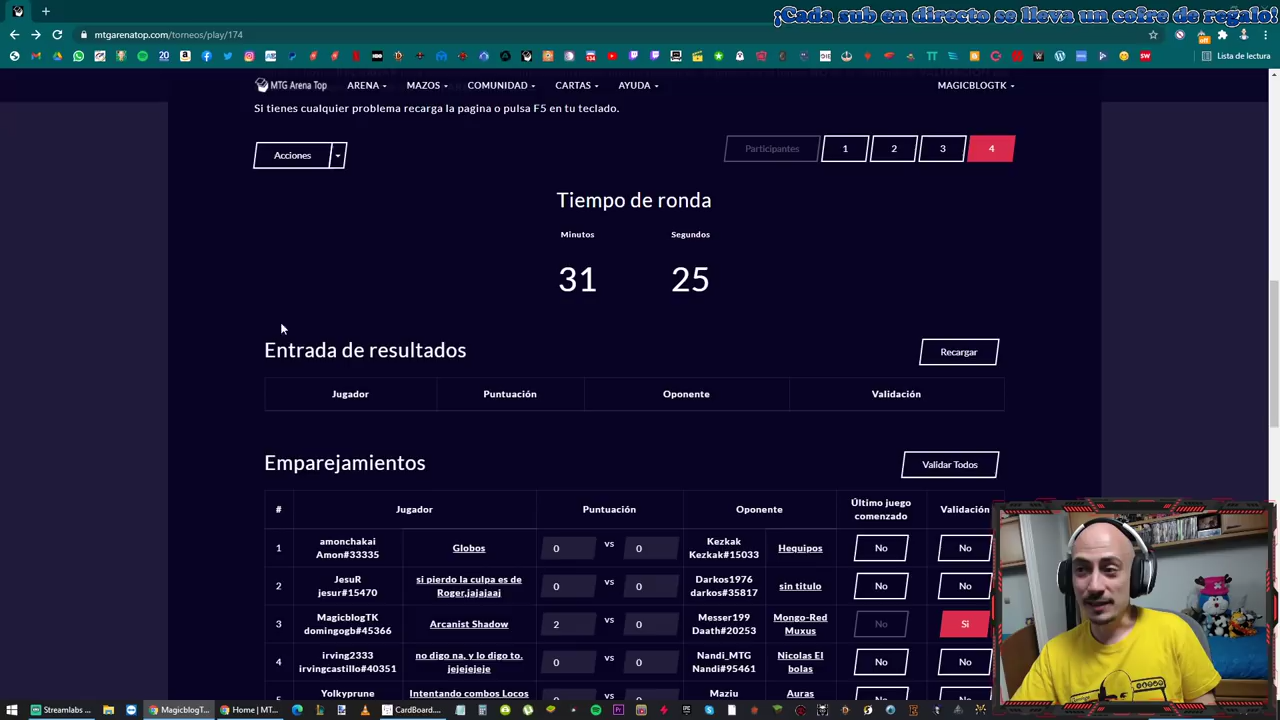 ¡Cada sub en directo se lleva un cofre de regalo!
mtgarenatop.com/torneos/play/174
Lista de lectura
MTG Arena Top ARENA MAZOS COMUNIDAD CARTAS AYUDA MAGICBLOGTK
Si tienes cualquier problema recarga la pagina o pulsa F5 en tu teclado.
Acciones Participantes 1 2 3 4
Tiempo de ronda
Minutos Segundos
31 25
Entrada de resultados Recargar
Jugador Puntuación Oponente Validación
Emparejamientos Validar Todos
# Jugador Puntuación Oponente Último juego comenzado Validación
1 amonchakai Amon#33335 Globos 0 vs 0 Kezkak Kezkak#15033 Hequipos No No
2 JesuR jesur#15470 si pierdo la culpa es de Roger,jajaiaai 0 vs 0 Darkos1976 darkos#35817 sin titulo No No
3 MagicblogTK domingogb#45366 Arcanist Shadow 2 vs 0 Messer199 Daath#20253 Mongo-Red Muxus No Si
4 irving2333 irvingcastillo#40351 no digo na, y lo digo to. jejejejeje 0 vs 0 Nandi_MTG Nandi#95461 Nicolas El bolas No No
Yolkyprune Intentando combos Locos vs Maziu Auras
Streamlabs ... MagicblogT... Home | MT... CGBoard....